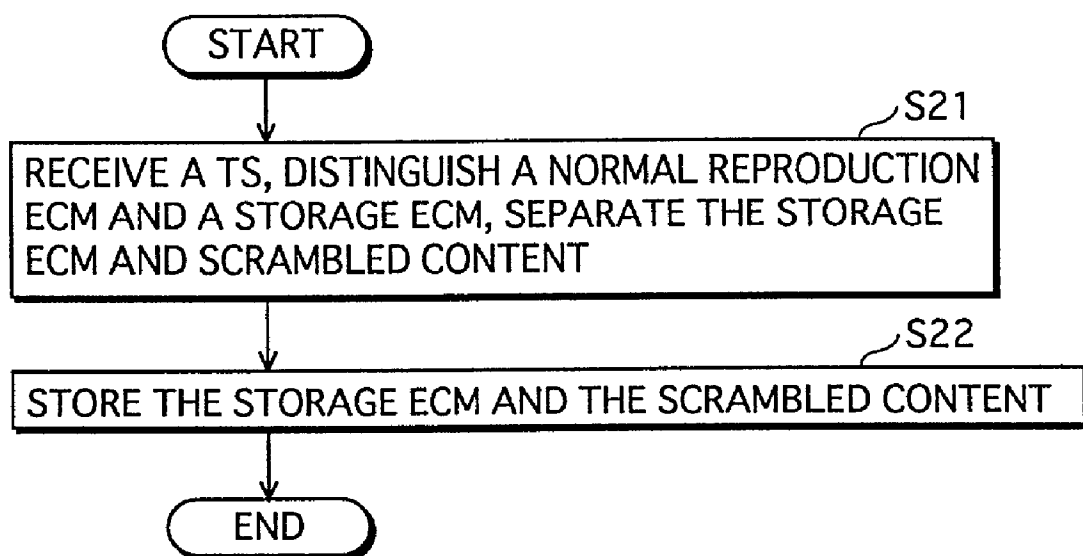 START
S21
RECEIVE A TS, DISTINGUISH A NORMAL REPRODUCTION
ECM AND A STORAGE ECM, SEPARATE THE STORAGE
ECM AND SCRAMBLED CONTENT
S22
STORE THE STORAGE ECM AND THE SCRAMBLED CONTENT
END